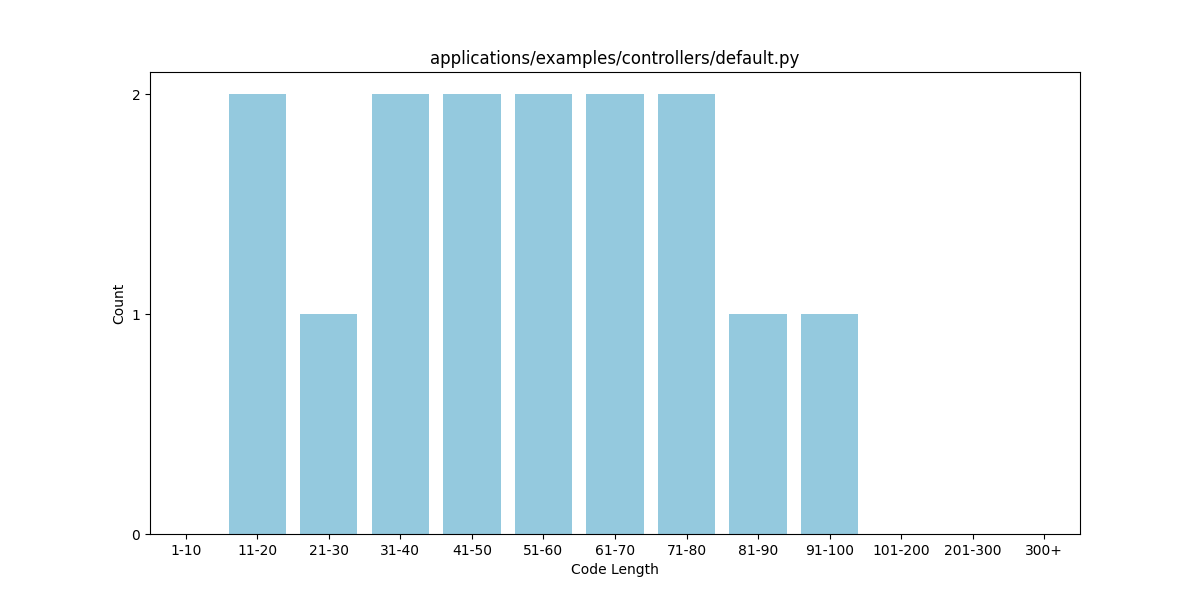 applications/examples/controllers/default.py
2
1
0
Count
1-10 11-20 21-30 31-40 41-50 51-60 61-70 71-80 81-90 91-100 101-200 201-300 300+
Code Length